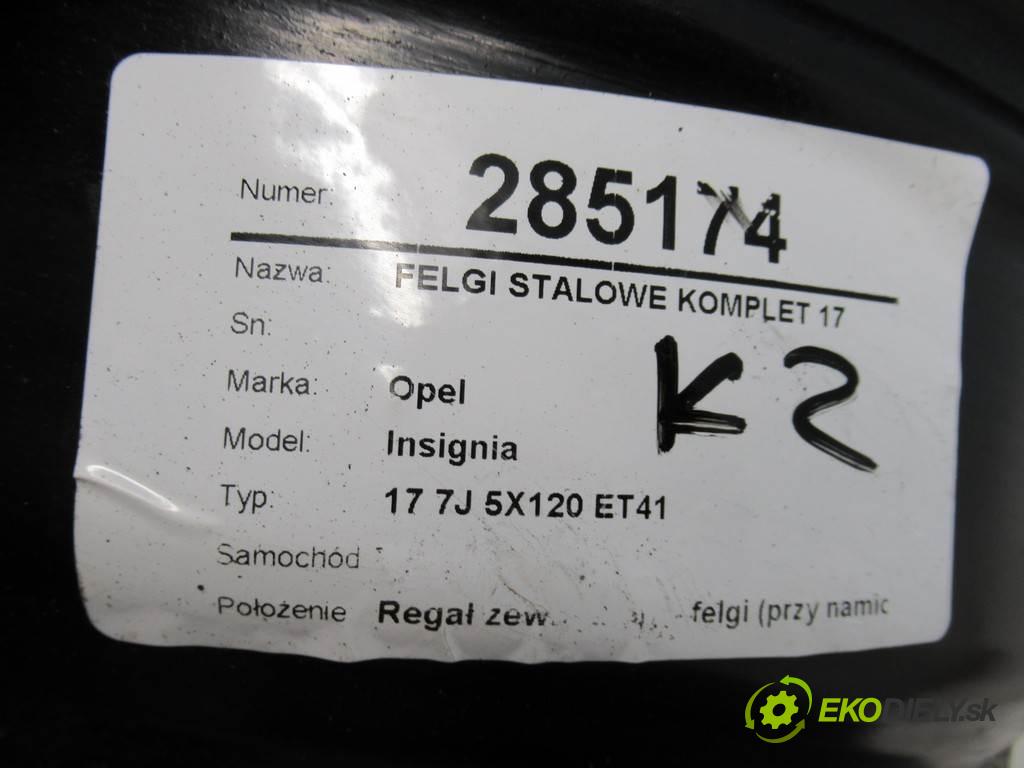 Numer: 285174
Nazwa: FELGI STALOWE KOMPLET 17
Sn:
K2
Marka: Opel
Model: Insignia
Typ: 17 7J 5X120 ET41
Samochód
Położenie Regał zew. felgi (przy namic
EKODIELY.sk